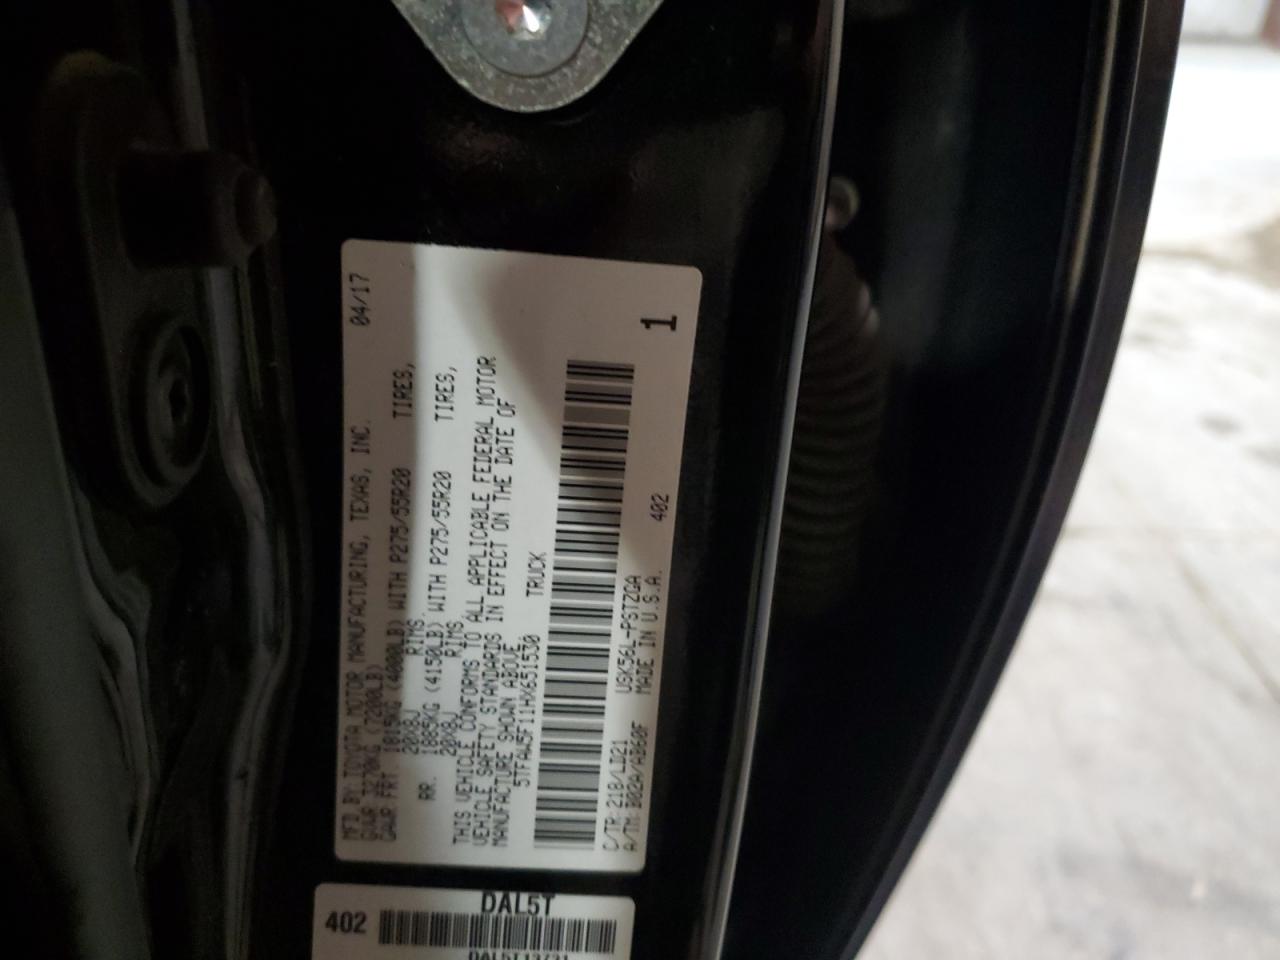 MFD BY: TOYOTA MOTOR MANUFACTURING, TEXAS, INC. 04/17
GVWR 3270KG (7200LB)
GAWR FRT 1815KG (4000LB) WITH P275/55R20 TIRES,
20X8J RIMS
RR. 1885KG (4150LB) WITH P275/55R20 TIRES,
20X8J RIMS.
THIS VEHICLE CONFORMS TO ALL APPLICABLE FEDERAL MOTOR
VEHICLE SAFETY STANDARDS IN EFFECT ON THE DATE OF
MANUFACTURE SHOWN ABOVE.
5TFAW5F11HX651530 TRUCK
1
C/TR:218/LD21 USK56L-PSTZGA 402
A/TM:B02A/AB60F MADE IN U.S.A.
DAL5T
402